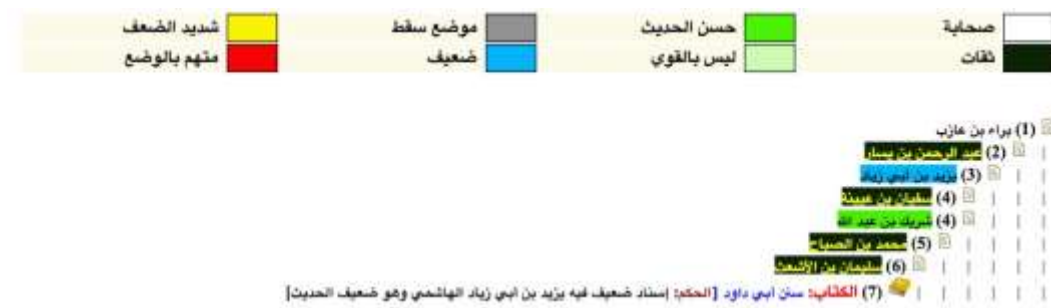 صحابة حسن الحديث موضع سقط شديد الضعف
ثقات ليس بالقوي ضعيف متهم بالوضع
(1) براء بن عازب
(2) عبد الرحمن بن يسار
(3) يزيد بن أبي زياد
(4) سفيان بن عيينة
(4) شريك بن عبد الله
(5) محمد بن الصباح
(6) سليمان بن الأشعث
(7) الكتاب: سنن أبي داود [الحكم: إسناد ضعيف فيه يزيد بن أبي زياد الهاشمي وهو ضعيف الحديث]